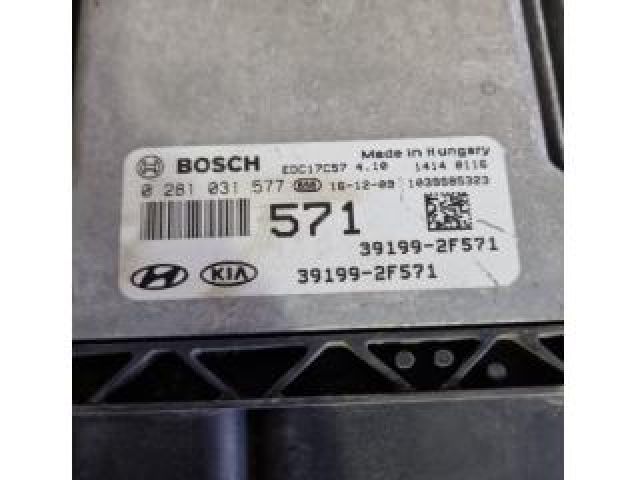 BOSCH EDC17C57 4.10 Made in Hungary
1414 0116
0 281 031 577 16-12-09 1039S85323
571
39199-2F571
KIA 39199-2F571